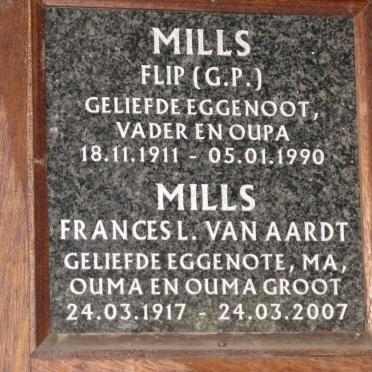 MILLS
FLIP (G.P.)
GELIEFDE EGGENOOT,
VADER EN OUPA
18.11.1911 - 05.01.1990
MILLS
FRANCES L. VAN AARDT
GELIEFDE EGGENOTE, MA,
OUMA EN OUMA GROOT
24.03.1917 - 24.03.2007